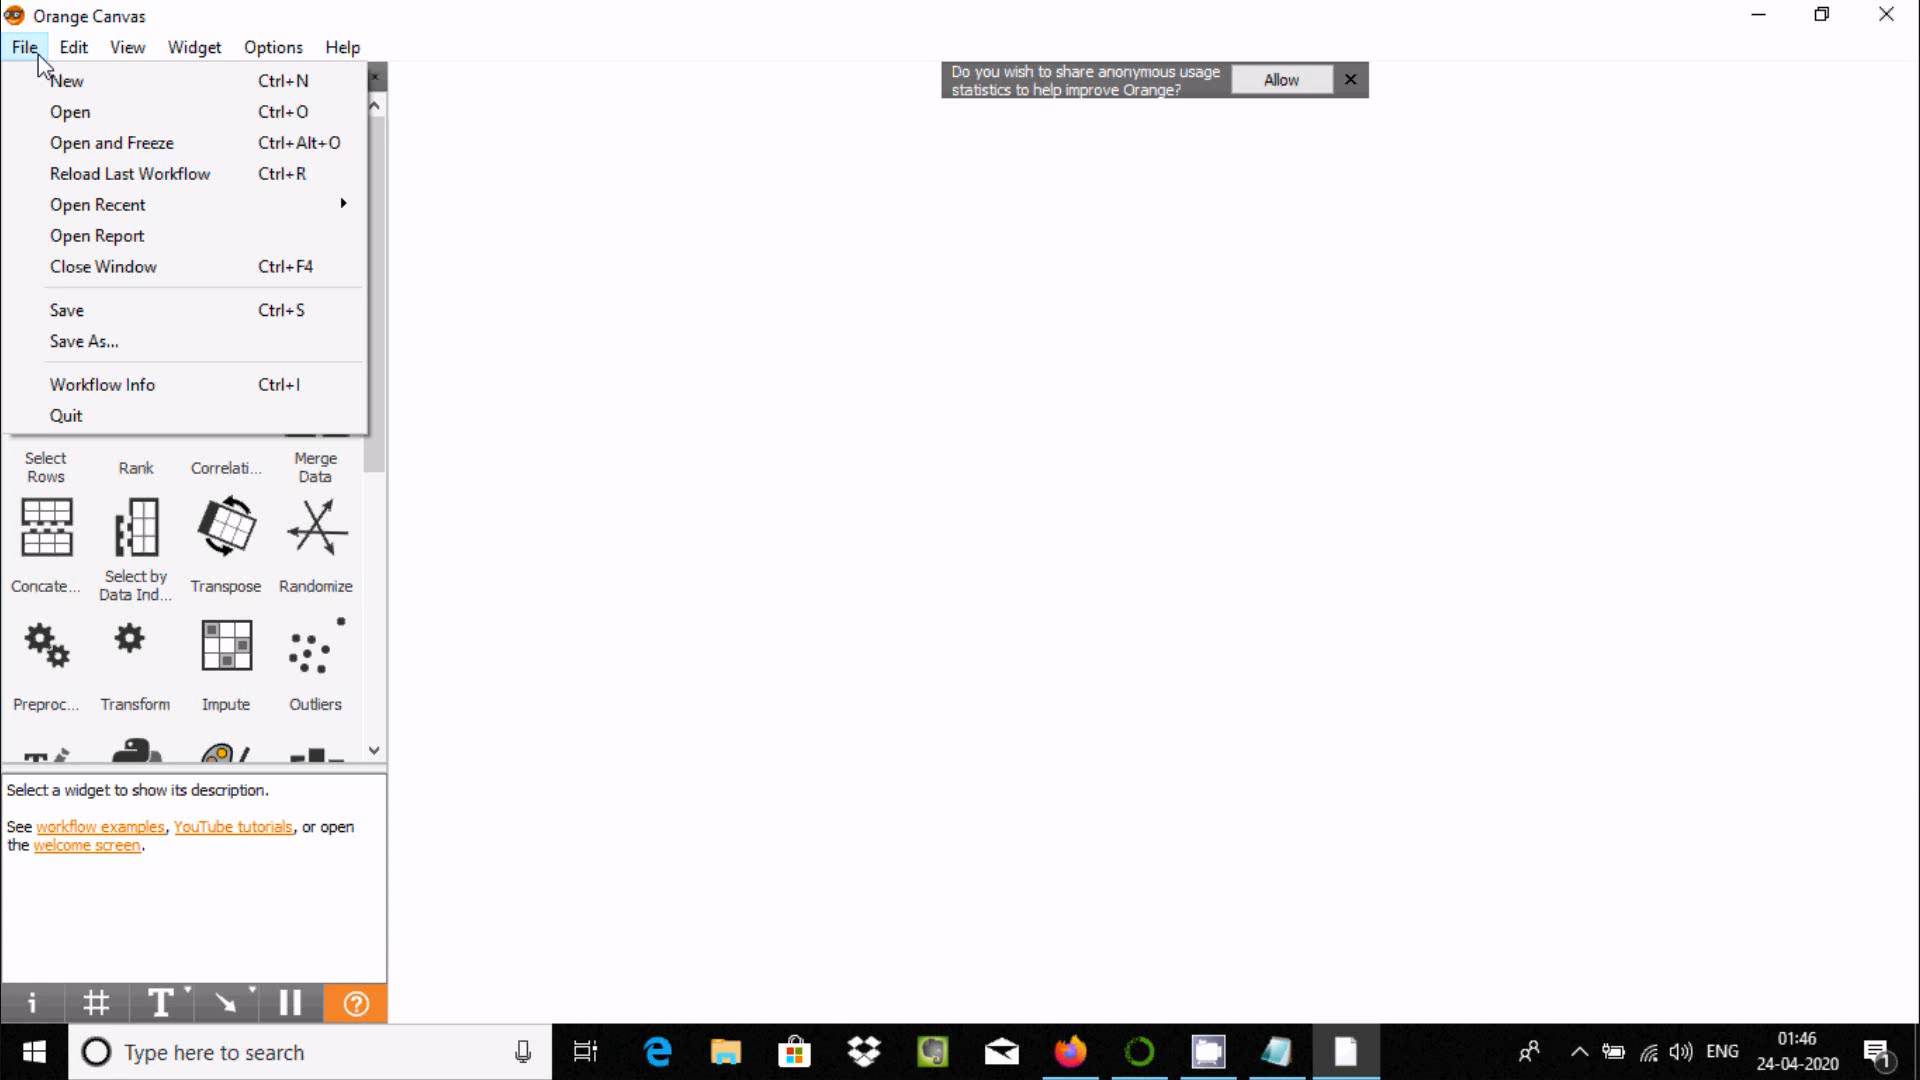 Orange Canvas
File Edit View Widget Options Help
New Ctrl+N
Open Ctrl+O
Open and Freeze Ctrl+Alt+O
Reload Last Workflow Ctrl+R
Open Recent
Open Report
Close Window Ctrl+F4
Save Ctrl+S
Save As...
Workflow Info Ctrl+I
Quit
Do you wish to share anonymous usage
statistics to help improve Orange?
Allow
Select
Rows
Rank
Correlati...
Merge
Data
Concate...
Select by
Data Ind...
Transpose
Randomize
Preproc...
Transform
Impute
Outliers
Select a widget to show its description.
See workflow examples, YouTube tutorials, or open
the welcome screen.
Type here to search
ENG
01:46
24-04-2020
1